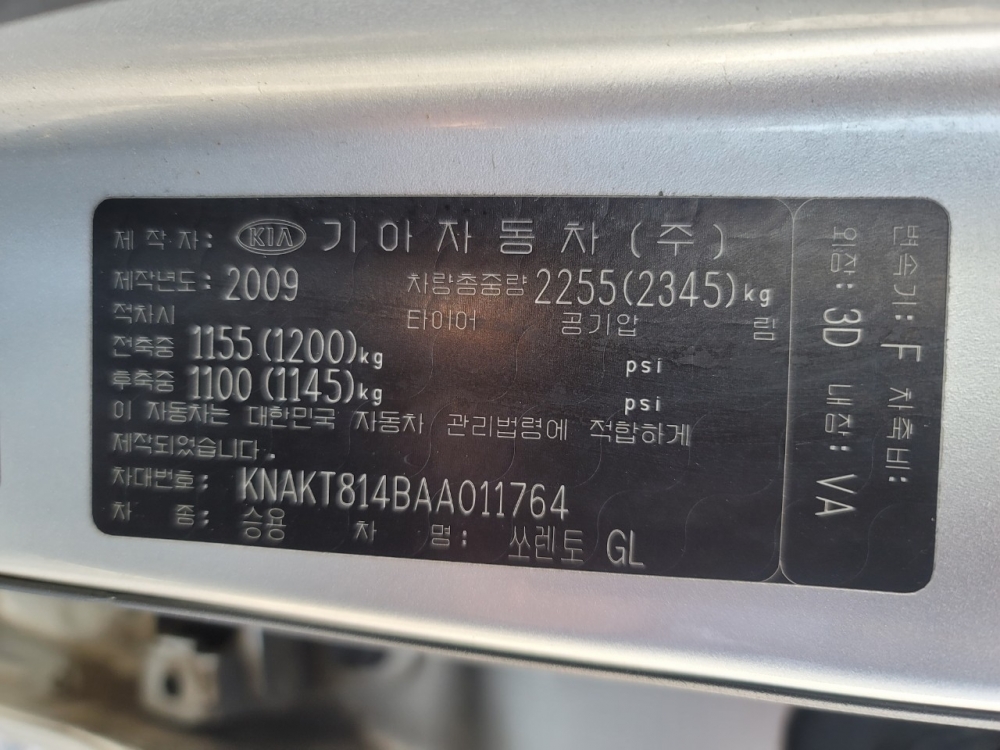 제 작 자: KIA 기 아 자 동 차 (주)
제작년도: 2009 차량총중량 2255(2345)kg
적차시 타이어 공기압 림
전축중 1155(1200)kg psi
후축중 1100(1145)kg psi
이 자동차는 대한민국 자동차 관리법령에 적합하게
제작되었습니다.
차대번호: KNAKT814BAA011764
차 종: 승용 차 명: 쏘렌토 GL
변속기: F 차축비:
외장: 3D 내장: VA